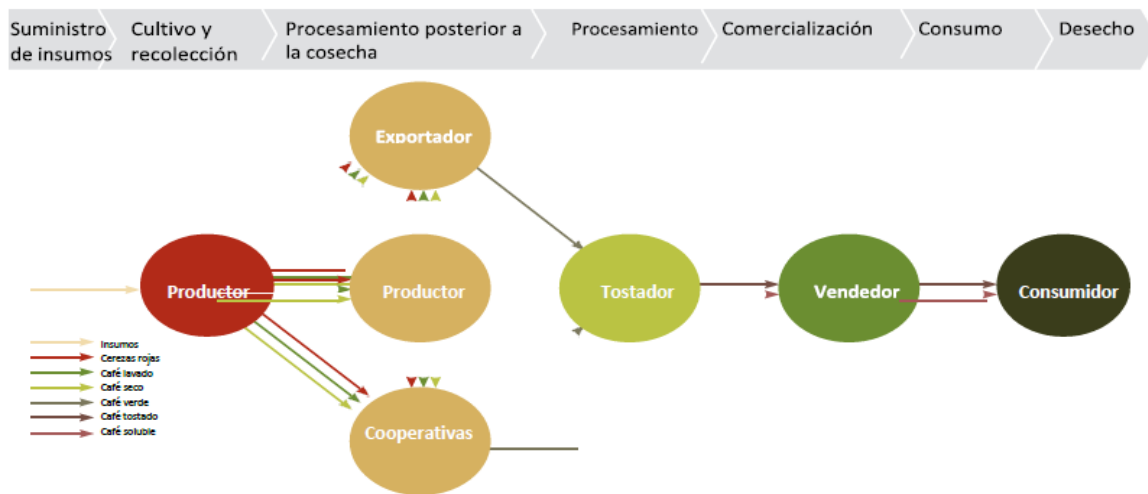 Suministro
de insumos
Cultivo y
recolección
Procesamiento posterior a
la cosecha
Procesamiento
Comercialización
Consumo
Desecho
Exportador
Productor
Productor
Tostador
Vendedor
Consumidor
Cooperativas
Insumos
Cerezas rojas
Café lavado
Café seco
Café verde
Café tostado
Café soluble